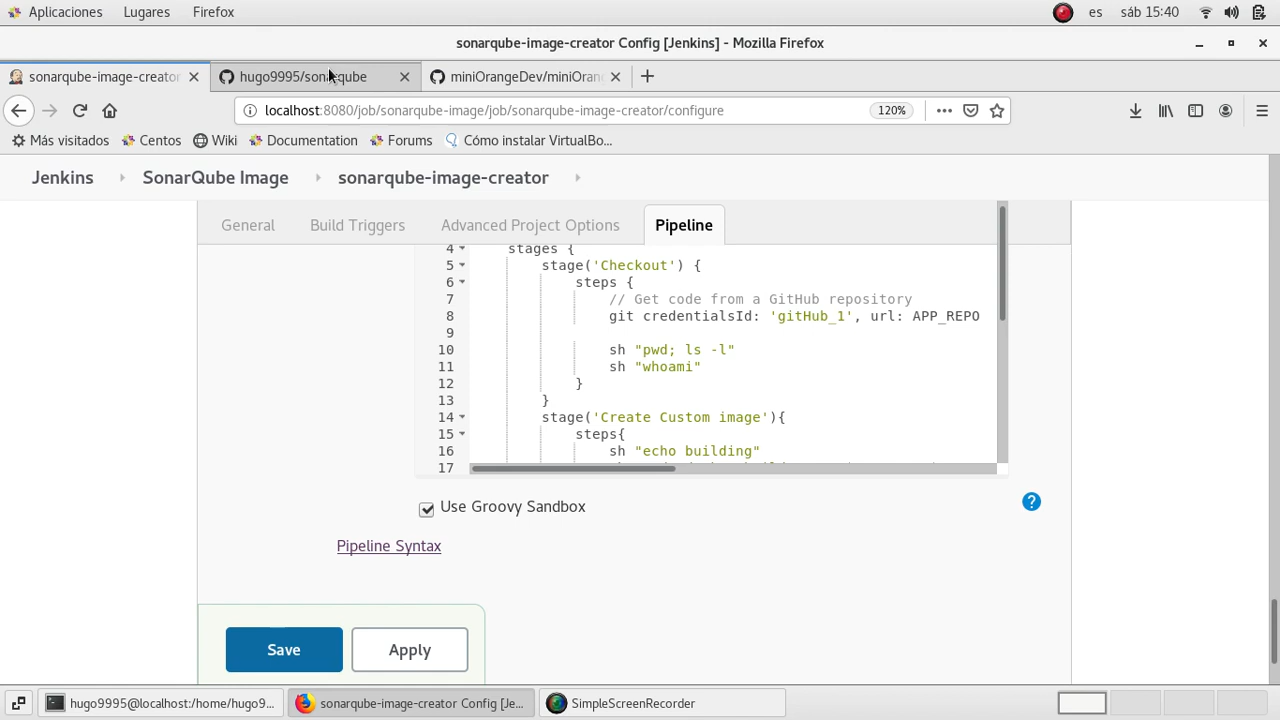 Aplicaciones Lugares Firefox es sáb 15:40
sonarqube-image-creator Config [Jenkins] - Mozilla Firefox
sonarqube-image-creator hugo9995/sonarqube miniOrangeDev/miniOran
localhost:8080/job/sonarqube-image/job/sonarqube-image-creator/configure 120%
Más visitados Centos Wiki Documentation Forums Cómo instalar VirtualBo...
Jenkins SonarQube Image sonarqube-image-creator
General Build Triggers Advanced Project Options Pipeline
4 stages {
5 stage('Checkout') {
6 steps {
7 // Get code from a GitHub repository
8 git credentialsId: 'gitHub_1', url: APP_REPO
9
10 sh "pwd; ls -l"
11 sh "whoami"
12 }
13 }
14 stage('Create Custom image'){
15 steps{
16 sh "echo building"
17
Use Groovy Sandbox ?
Pipeline Syntax
Save Apply
hugo9995@localhost:/home/hugo9... sonarqube-image-creator Config [Je... SimpleScreenRecorder